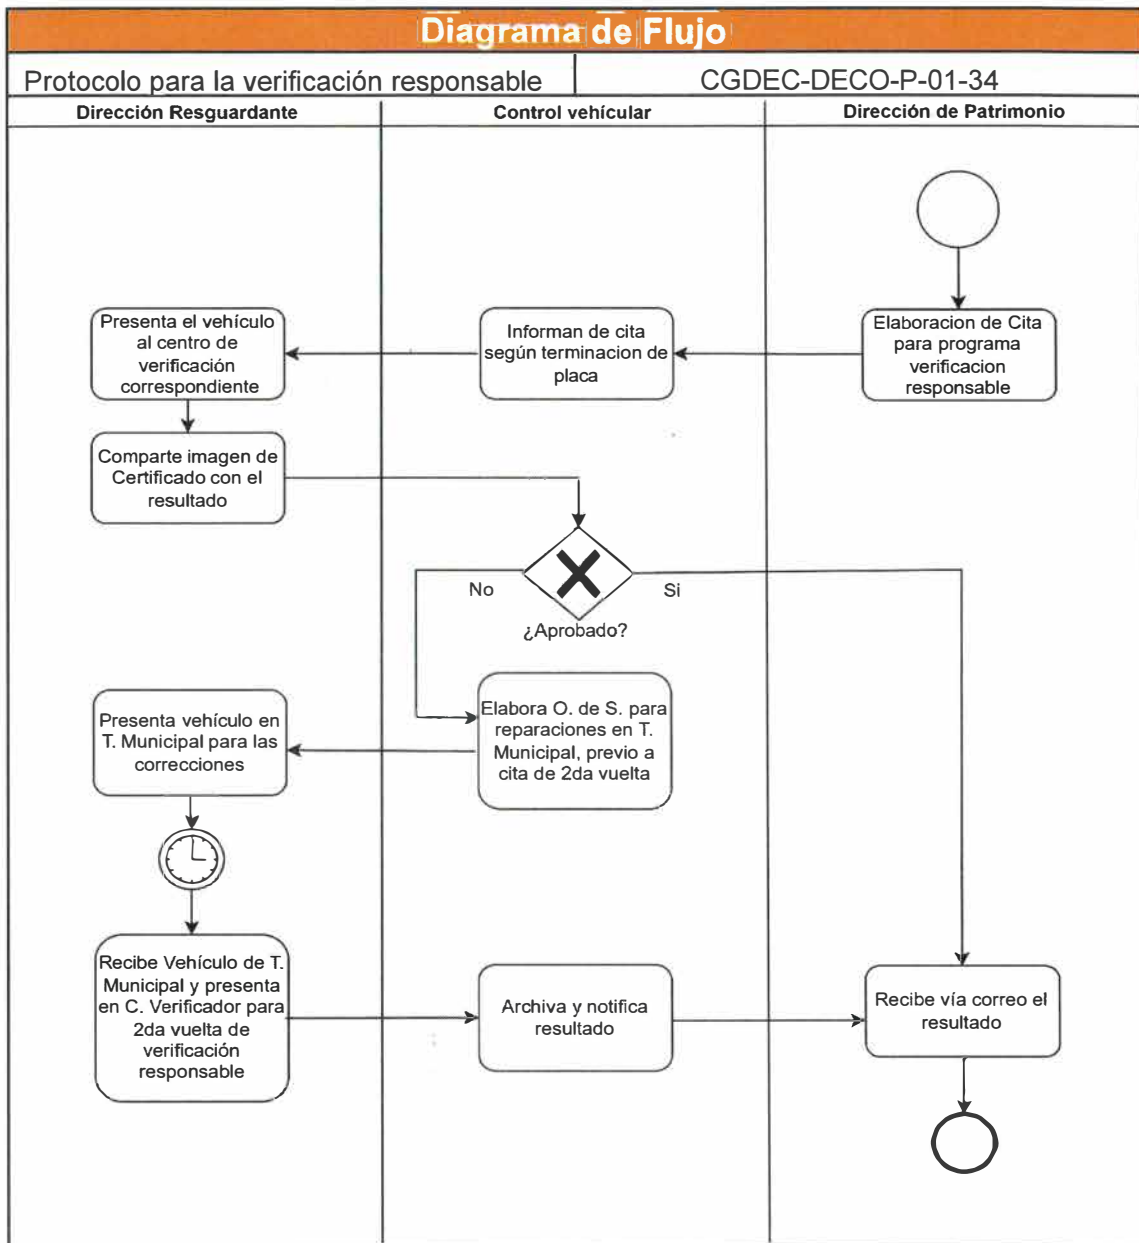 Diagrama de Flujo
Protocolo para la verificación responsable
CGDEC-DECO-P-01-34
Dirección Resguardante
Control vehícular
Dirección de Patrimonio
Presenta el vehículo
al centro de
verificación
correspondiente
Informan de cita
según terminacion de
placa
Elaboracion de Cita
para programa
verificacion
responsable
Comparte imagen de
Certificado con el
resultado
No
Si
¿Aprobado?
Presenta vehículo en
T. Municipal para las
correcciones
Elabora O. de S. para
reparaciones en T.
Municipal, previo a
cita de 2da vuelta
Recibe Vehículo de T.
Municipal y presenta
en C. Verificador para
2da vuelta de
verificación
responsable
Archiva y notifica
resultado
Recibe vía correo el
resultado